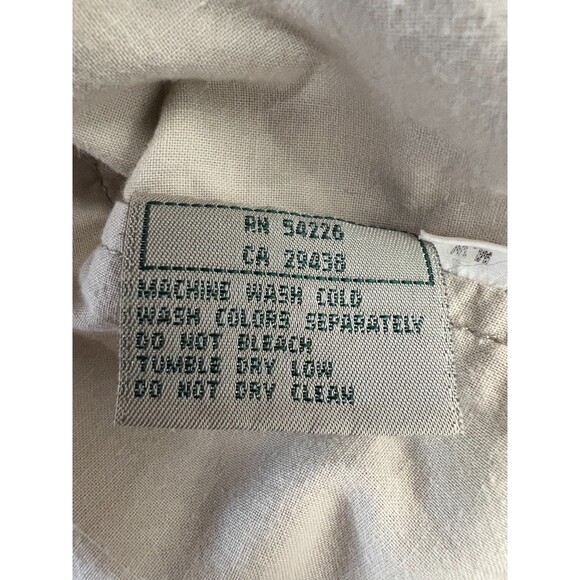 RN 54226
CA 29438
MACHINE WASH COLD
WASH COLORS SEPARATELY
DO NOT BLEACH
TUMBLE DRY LOW
DO NOT DRY CLEAN